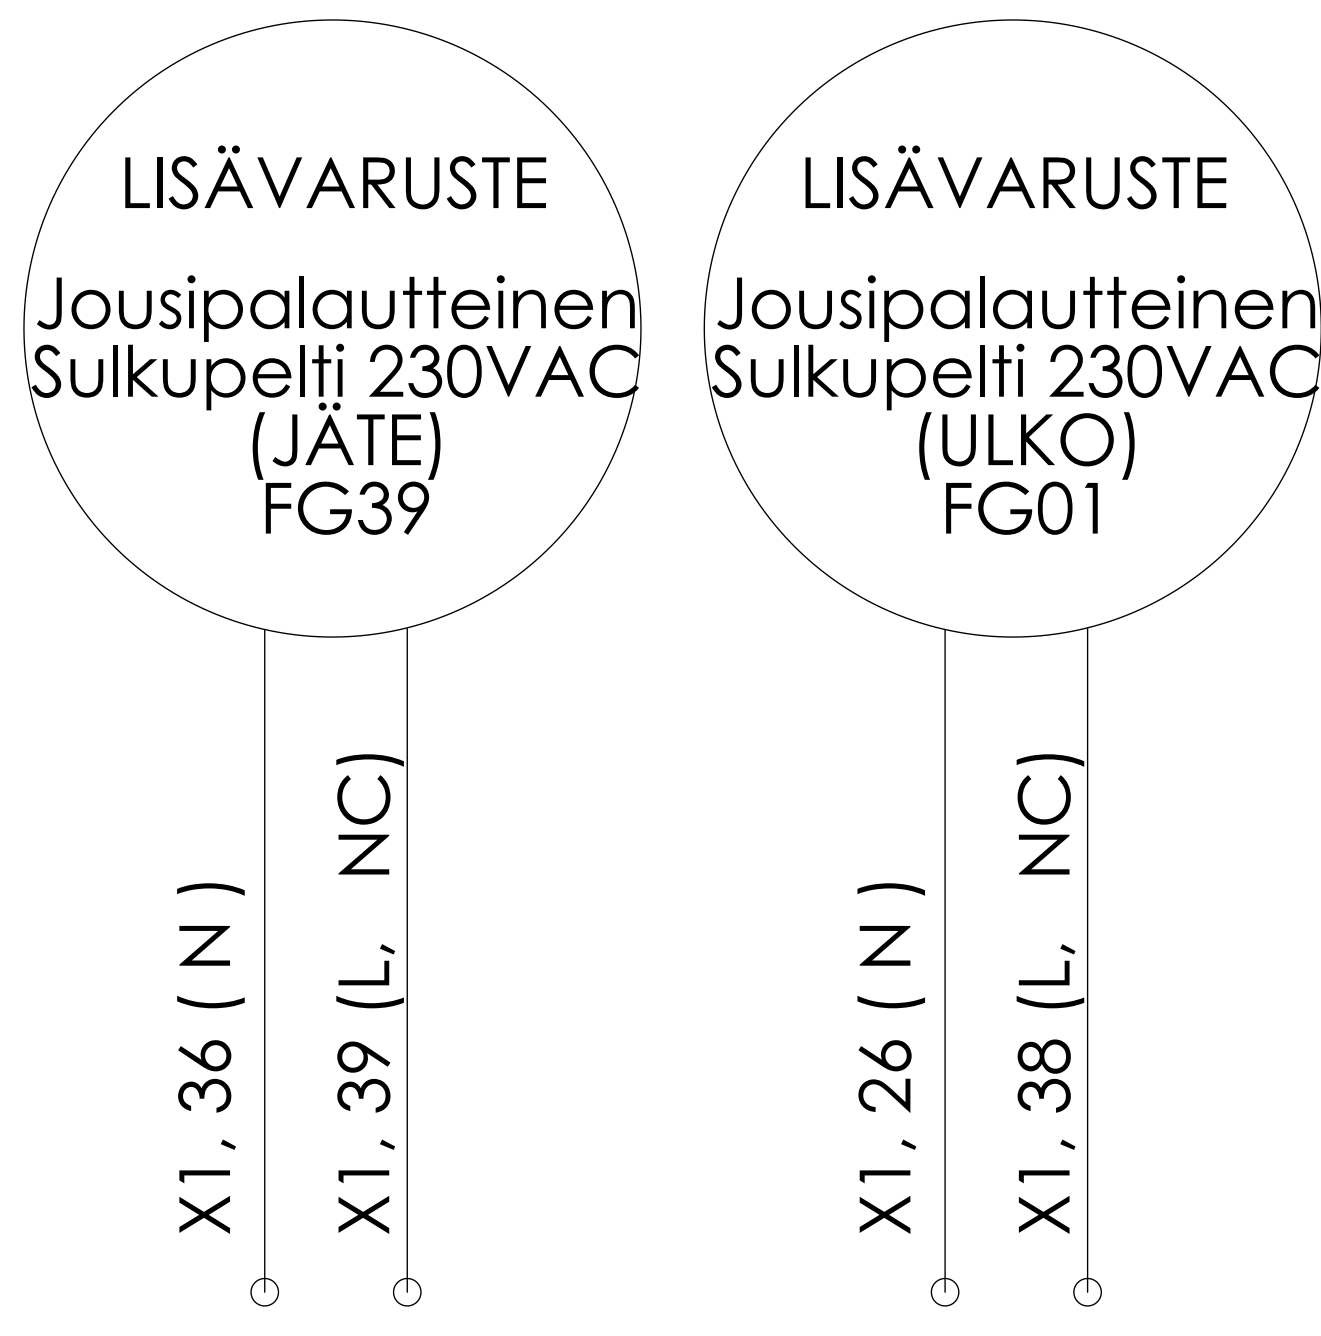 LISÄVARUSTE
Jousipalautteinen
Sulkupelti 230VAC
(JÄTE)
FG39
X1, 36 ( N )
X1, 39 (L, NC)
LISÄVARUSTE
Jousipalautteinen
Sulkupelti 230VAC
(ULKO)
FG01
X1, 26 ( N )
X1, 38 (L, NC)